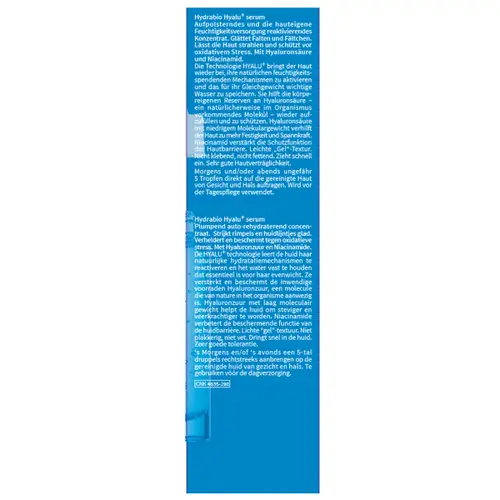 Hydrabio Hyalu⁺ serum
Aufpolsterndes und die hauteigene
Feuchtigkeitsversorgung reaktivierendes
Konzentrat. Glättet Falten und Fältchen.
Lässt die Haut strahlen und schützt vor
oxidativem Stress. Mit Hyaluronsäure
und Niacinamid.
Die Technologie HYALU⁺ bringt der Haut
wieder bei, ihre natürlichen feuchtigkeits-
spendenden Mechanismen zu aktivieren
und das für ihr Gleichgewicht wichtige
Wasser zu speichern. Sie hilft die körpe-
reigenen Reserven an Hyaluronsäure –
ein natürlicherweise im Organismus
vorkommendes Molekül – wieder auf-
zufüllen und zu schützen. Hyaluronsäure
mit niedrigem Molekulargewicht verhilft
der Haut zu mehr Festigkeit und Spannkraft.
Niacinamid verstärkt die Schutzfunktion
der Hautbarriere. Leichte „Gel“-Textur.
Nicht klebend, nicht fettend. Zieht schnell
ein. Sehr gute Hautverträglichkeit.
Morgens und/oder abends ungefähr
5 Tropfen direkt auf die gereinigte Haut
von Gesicht und Hals auftragen. Wird vor
der Tagespflege verwendet.
Hydrabio Hyalu⁺ serum
Plumpend auto-rehydraterend concen-
traat. Strijkt rimpels en huidlijntjes glad.
Verheldert en beschermt tegen oxidatieve
stress. Met Hyaluronzuur en Niacinamide.
De HYALU⁺ technologie leert de huid haar
natuurlijke hydratatiemechanismen te
reactiveren en het water vast te houden
dat essentieel is voor haar evenwicht. Ze
versterkt en beschermt de inwendige
voorraden Hyaluronzuur, een molecule
die van nature in het organisme aanwezig
is. Hyaluronzuur met laag moleculair
gewicht helpt de huid om steviger en
veerkrachtiger te worden. Niacinamide
verbetert de beschermende functie van
de huidbarrière. Lichte "gel"-textuur. Niet
plakkerig, niet vet. Dringt snel in de huid.
Zeer goede tolerantie.
's Morgens en/of 's avonds een 5-tal
druppels rechtstreeks aanbrengen op de
gereinigde huid van gezicht en hals. Te
gebruiken vóór de dagverzorging.
CNK 4635-286